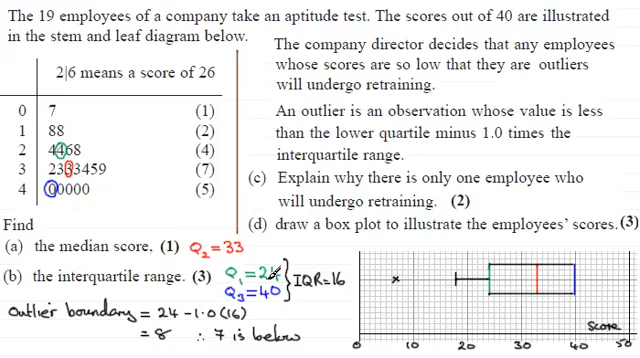 The 19 employees of a company take an aptitude test. The scores out of 40 are illustrated
in the stem and leaf diagram below.
2|6 means a score of 26
0 7 (1)
1 88 (2)
2 4468 (4)
3 2333459 (7)
4 00000 (5)
Find
(a) the median score, (1) Q₂ = 33
(b) the interquartile range. (3) Q₁ = 24
Q₃ = 40 } IQR = 16
Outlier boundary = 24 - 1.0(16)
= 8 ∴ 7 is below
The company director decides that any employees
whose scores are so low that they are outliers
will undergo retraining.
An outlier is an observation whose value is less
than the lower quartile minus 1.0 times the
interquartile range.
(c) Explain why there is only one employee who
will undergo retraining. (2)
(d) draw a box plot to illustrate the employees' scores. (3)
×
Score
0 10 20 30 40 50